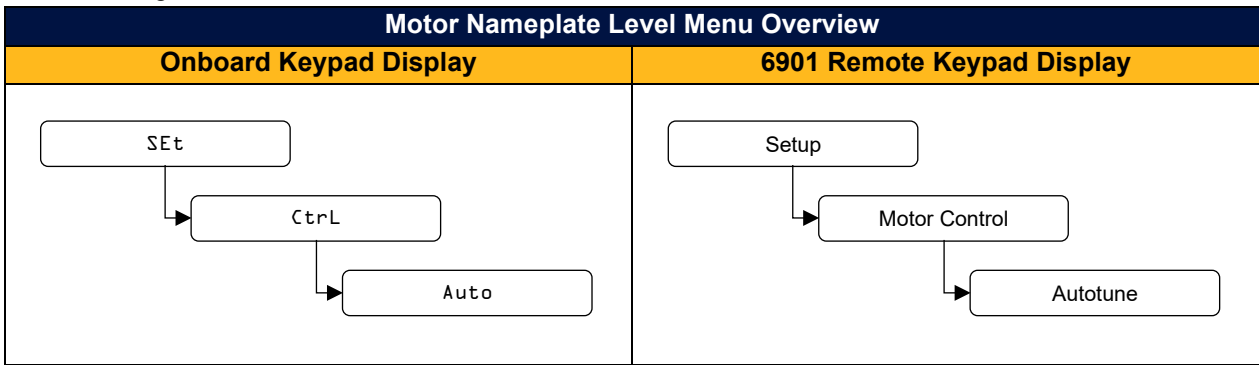 Motor Nameplate Level Menu Overview
Onboard Keypad Display
6901 Remote Keypad Display
SEt
CtrL
Auto
Setup
Motor Control
Autotune